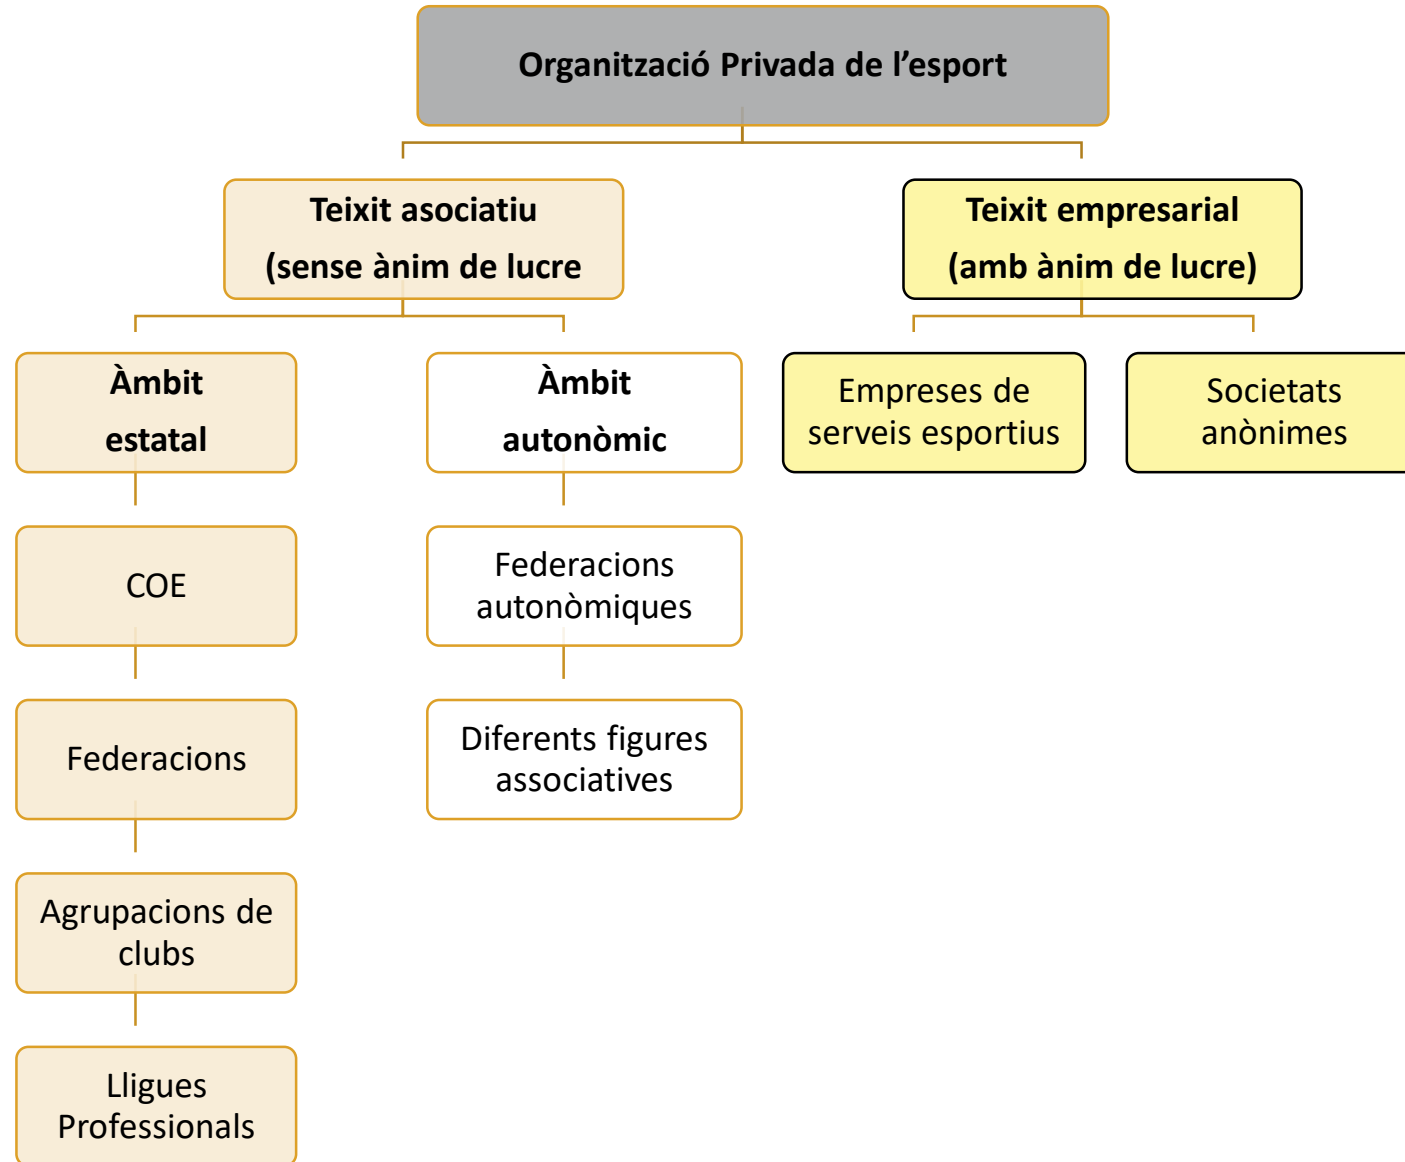 Organització Privada de l’esport
Teixit asociatiu
(sense ànim de lucre
Teixit empresarial
(amb ànim de lucre)
Àmbit
estatal
Àmbit
autonòmic
Empreses de
serveis esportius
Societats
anònimes
COE
Federacions
autonòmiques
Federacions
Diferents figures
associatives
Agrupacions de
clubs
Lligues
Professionals